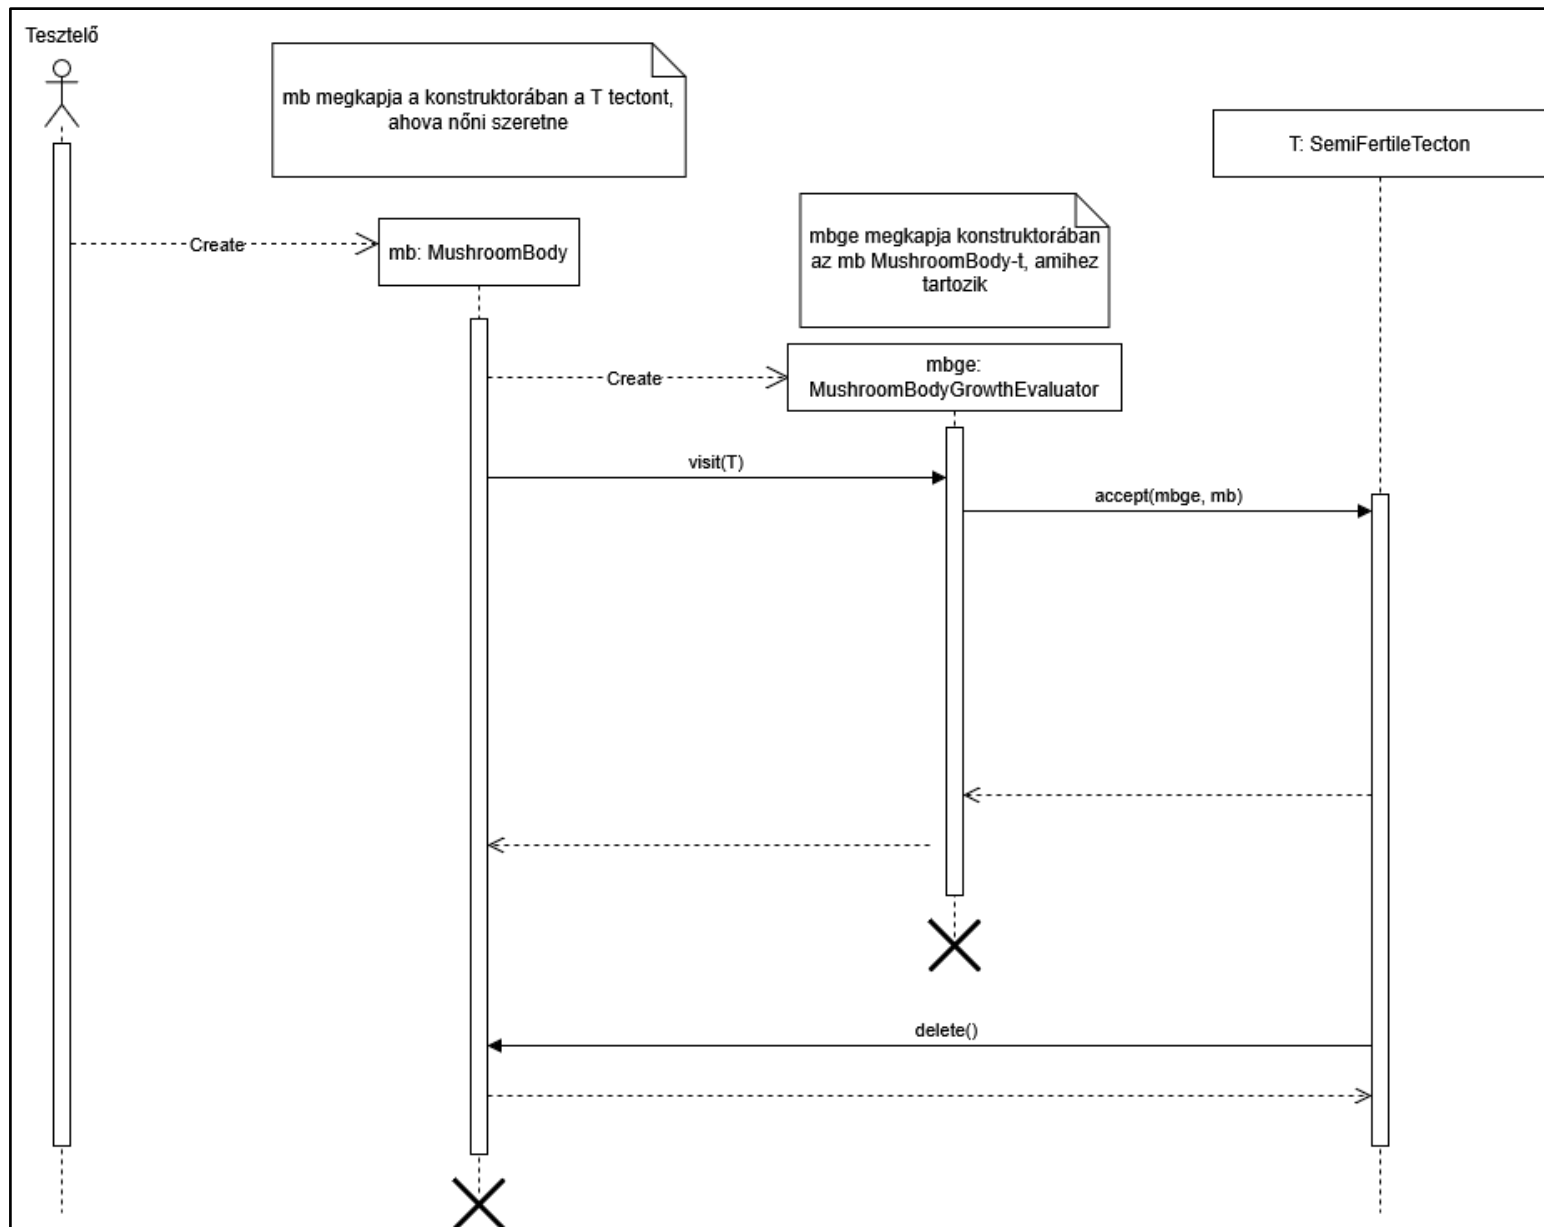 Tesztelő
mb megkapja a konstruktorában a T tectont,
ahova nőni szeretne
T: SemiFertileTecton
mbge megkapja konstruktorában
az mb MushroomBody-t, amihez
tartozik
Create
mb: MushroomBody
mbge:
MushroomBodyGrowthEvaluator
Create
visit(T)
accept(mbge, mb)
delete()